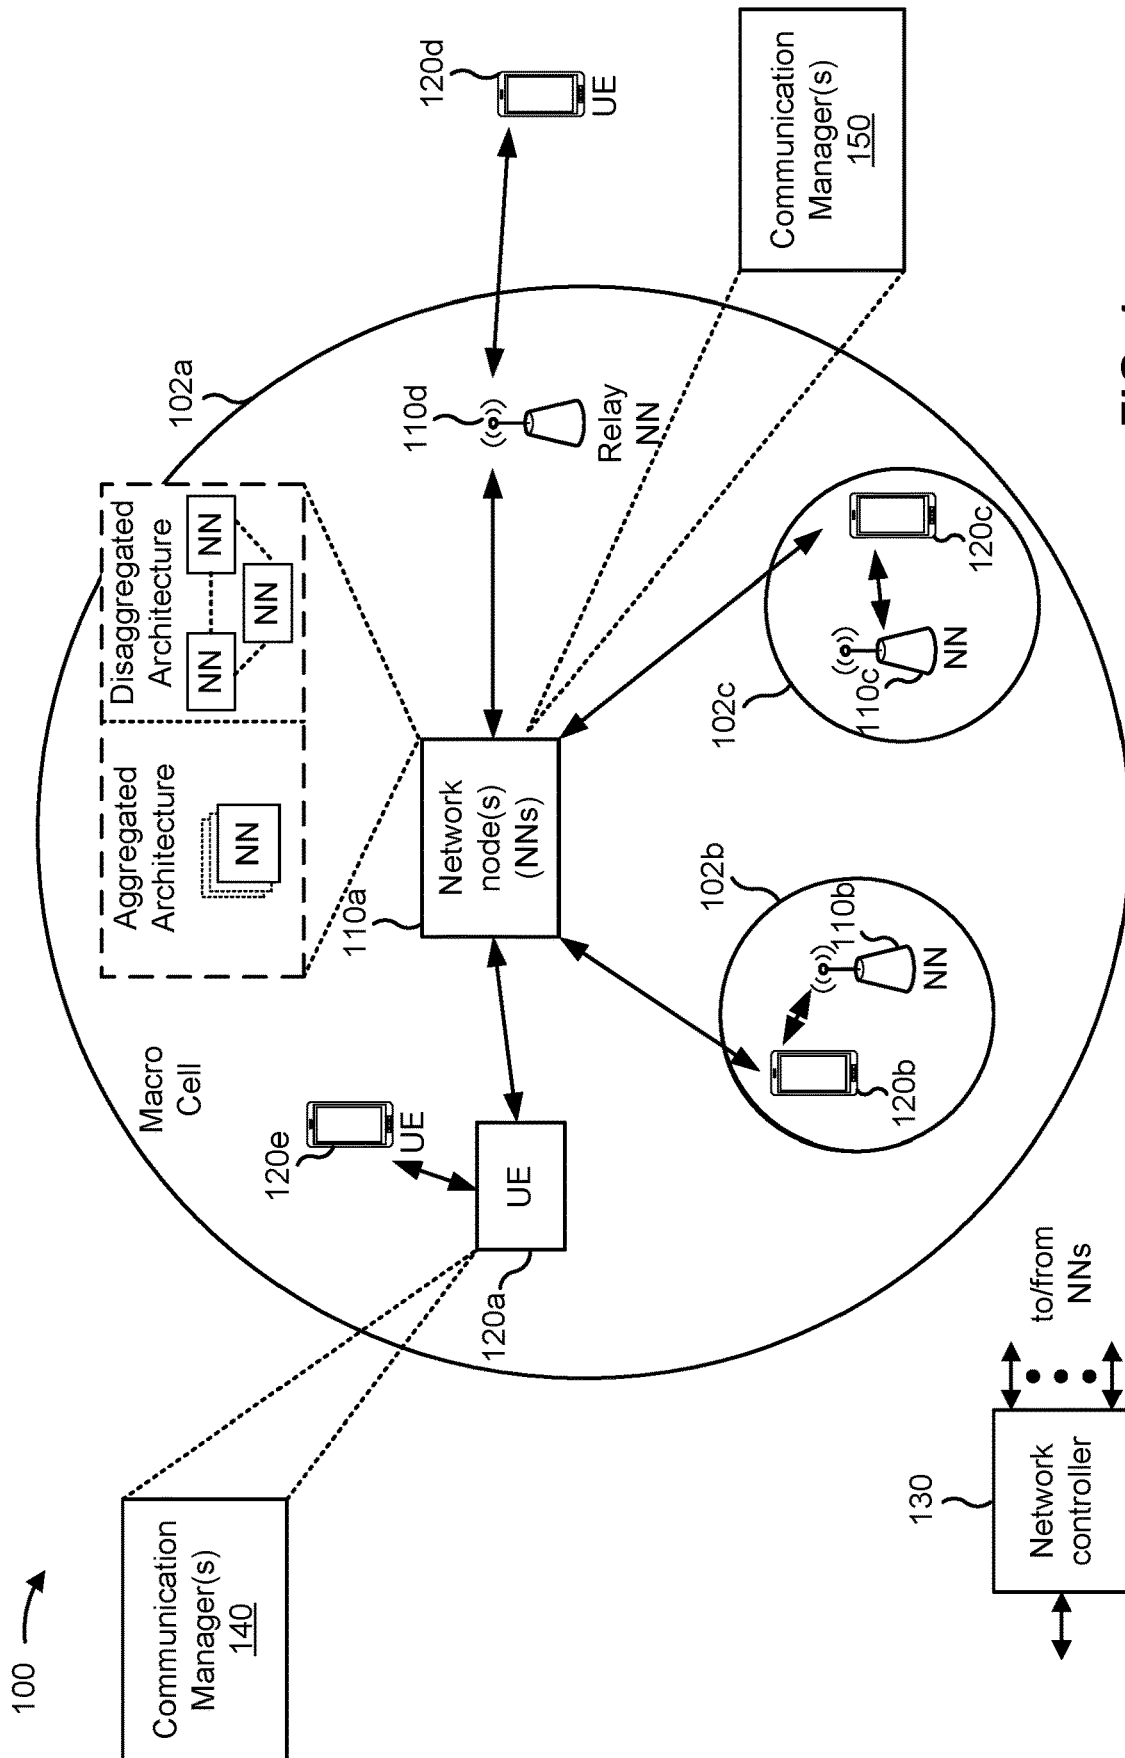 100
Communication
Manager(s)
140
Macro
Cell
Aggregated
Architecture
NN
Disaggregated
Architecture
NN
NN
NN
102a
120e
UE
120a
UE
110a
Network
node(s)
(NNs)
110d
Relay
NN
120d
UE
102b
110b
NN
120b
102c
110c
NN
120c
Communication
Manager(s)
150
130
Network
controller
to/from
NNs